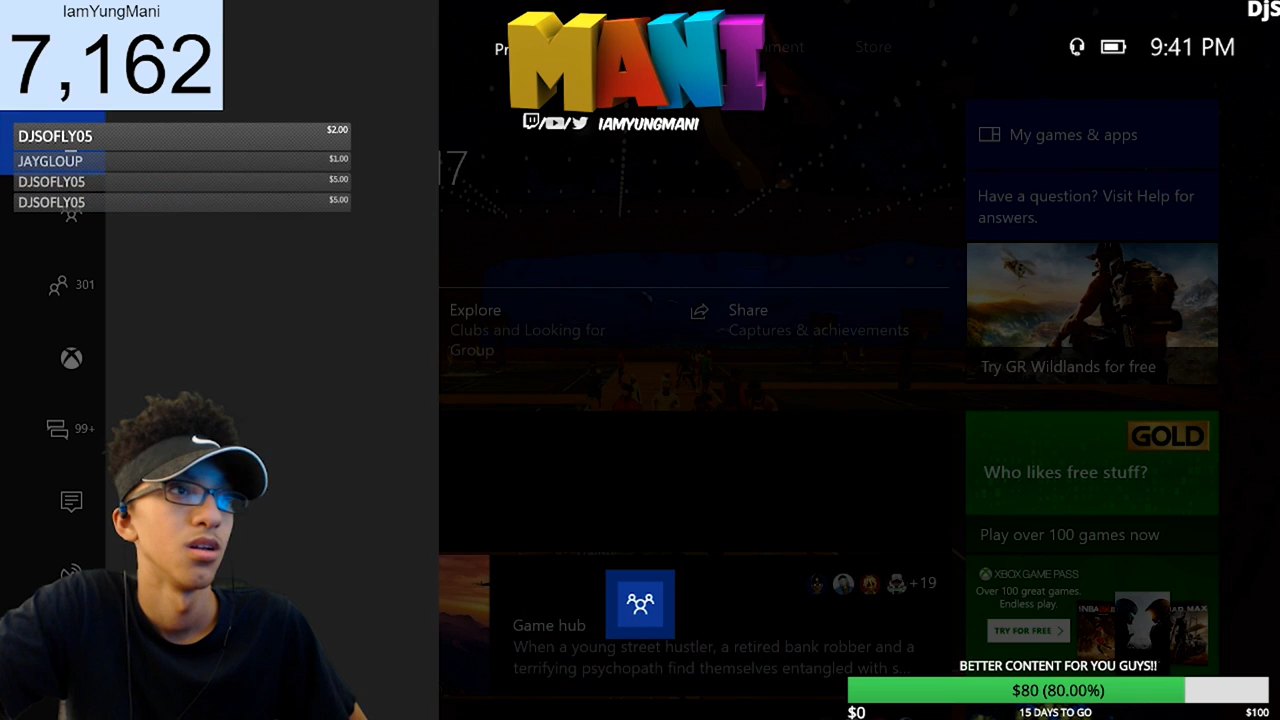 IamYungMani
7,162
DJSOFLY05 $2.00
JAYGLOUP $1.00
DJSOFLY05 $5.00
DJSOFLY05 $5.00
301
99+
Pr
MANI
ment
Store
IAMYUNGMANI
DjS
9:41 PM
17
Explore
Clubs and Looking for
Group
Share
Captures & achievements
My games & apps
Have a question? Visit Help for
answers.
Try GR Wildlands for free
GOLD
Who likes free stuff?
Play over 100 games now
XBOX GAME PASS
Over 100 great games.
Endless play.
TRY FOR FREE
+19
Game hub
When a young street hustler, a retired bank robber and a
terrifying psychopath find themselves entangled with s...
BETTER CONTENT FOR YOU GUYS!!
$80 (80.00%)
$0 15 DAYS TO GO $100